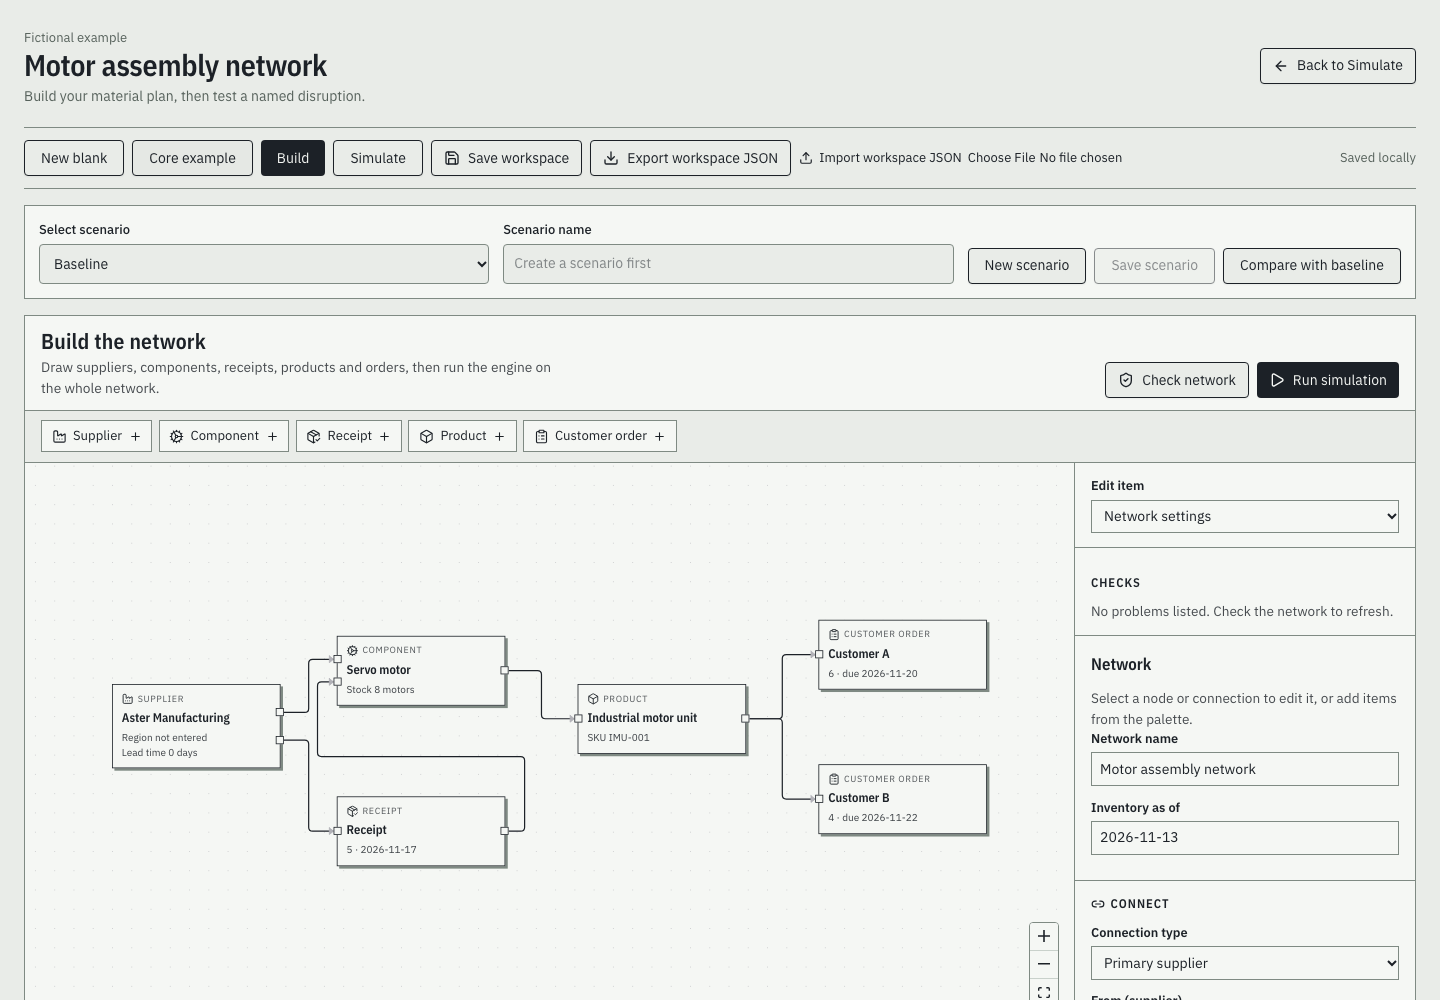 Fictional example
Motor assembly network
Build your material plan, then test a named disruption.
Back to Simulate
New blank
Core example
Build
Simulate
Save workspace
Export workspace JSON
Import workspace JSON Choose File No file chosen
Saved locally
Select scenario
Baseline
Scenario name
Create a scenario first
New scenario
Save scenario
Compare with baseline
Build the network
Draw suppliers, components, receipts, products and orders, then run the engine on
the whole network.
Check network
Run simulation
Supplier +
Component +
Receipt +
Product +
Customer order +
SUPPLIER
Aster Manufacturing
Region not entered
Lead time 0 days
COMPONENT
Servo motor
Stock 8 motors
RECEIPT
Receipt
5 · 2026-11-17
PRODUCT
Industrial motor unit
SKU IMU-001
CUSTOMER ORDER
Customer A
6 · due 2026-11-20
CUSTOMER ORDER
Customer B
4 · due 2026-11-22
Edit item
Network settings
CHECKS
No problems listed. Check the network to refresh.
Network
Select a node or connection to edit it, or add items
from the palette.
Network name
Motor assembly network
Inventory as of
2026-11-13
CONNECT
Connection type
Primary supplier
From (supplier)